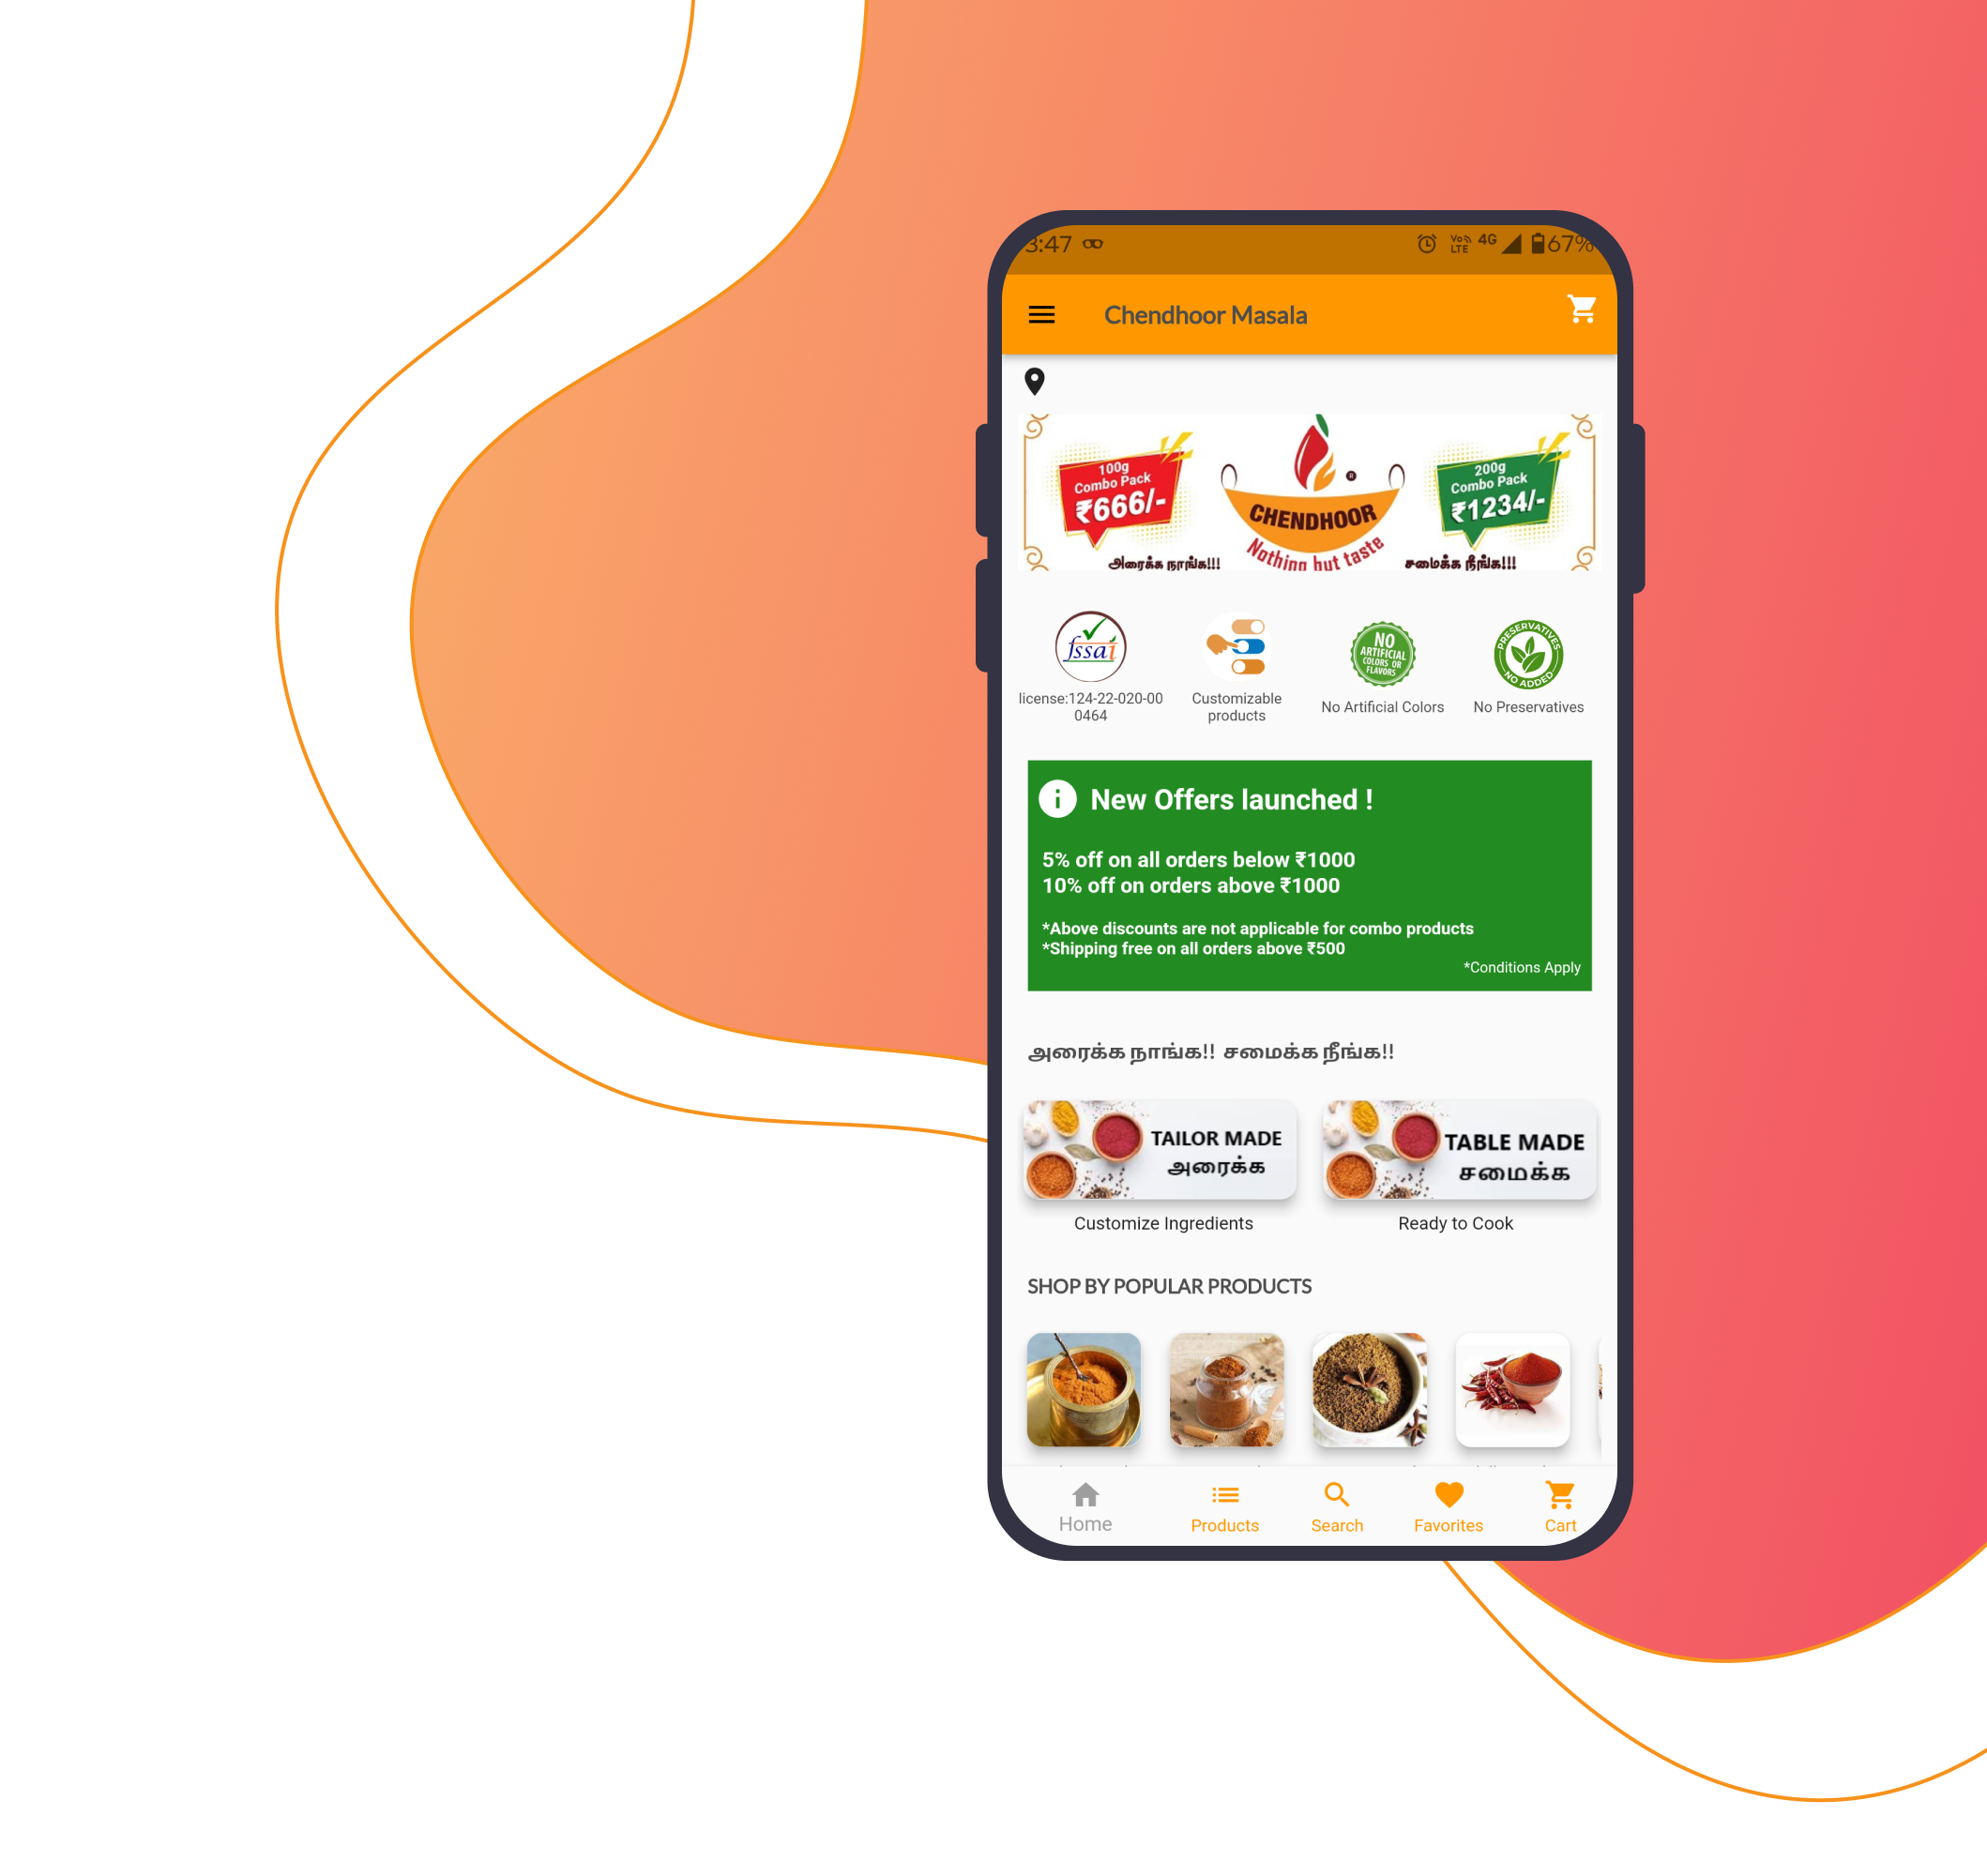 3:47
Vo LTE 4G 67%
Chendhoor Masala
100g
Combo Pack
₹666/-
அரைக்க நாங்க!!!
CHENDHOOR
Nothing but taste
®
200g
Combo Pack
₹1234/-
சமைக்க நீங்க!!!
fssai
license:124-22-020-00
0464
Customizable
products
NO
ARTIFICIAL
COLORS OR
FLAVORS
No Artificial Colors
PRESERVATIVES
NO ADDED
No Preservatives
New Offers launched !
5% off on all orders below ₹1000
10% off on orders above ₹1000
*Above discounts are not applicable for combo products
*Shipping free on all orders above ₹500
*Conditions Apply
அரைக்க நாங்க!! சமைக்க நீங்க!!
TAILOR MADE
அரைக்க
Customize Ingredients
TABLE MADE
சமைக்க
Ready to Cook
SHOP BY POPULAR PRODUCTS
Home
Products
Search
Favorites
Cart